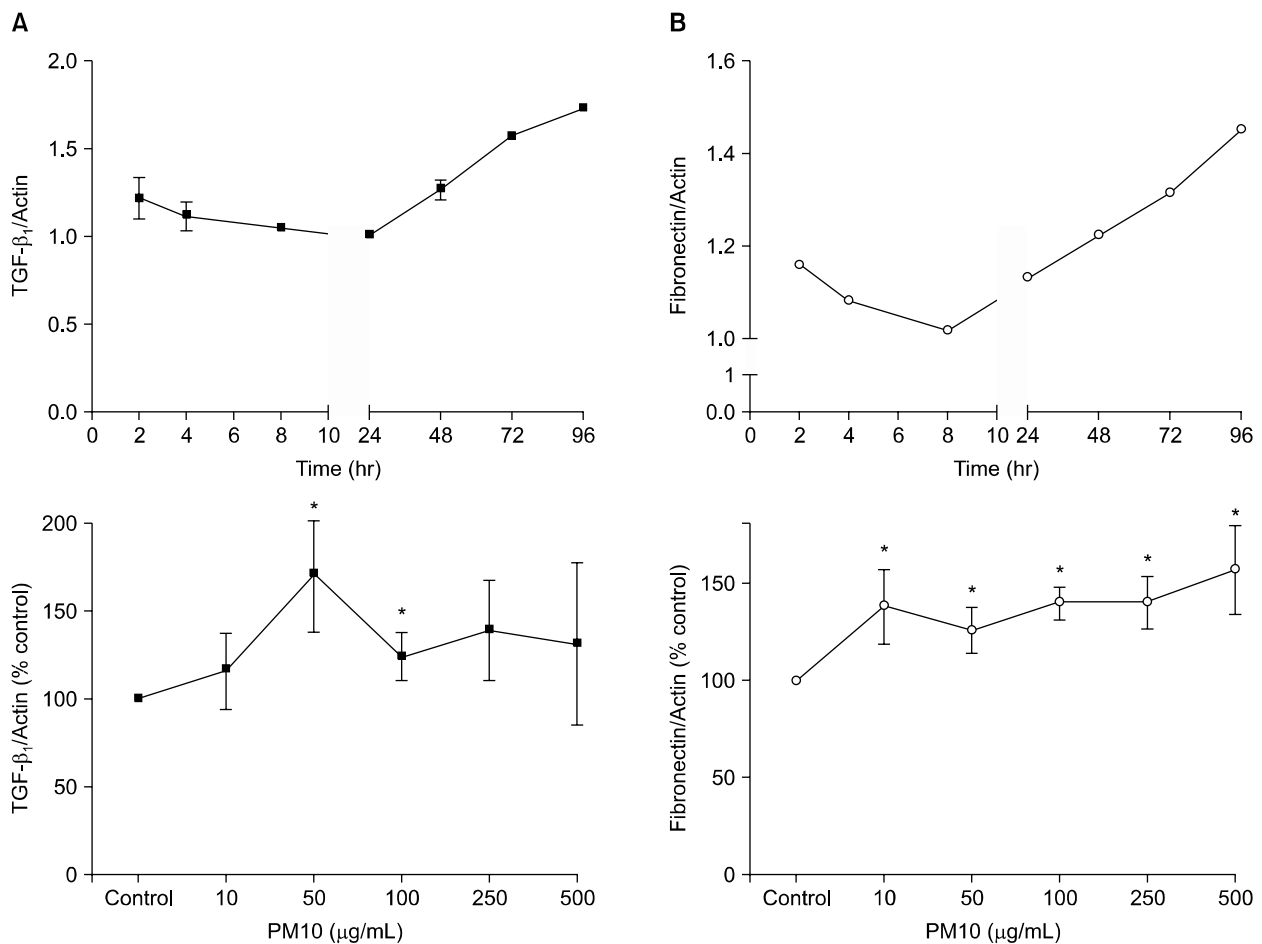 A
B
2.0
1.5
1.0
0.5
0.0
TGF-β₁/Actin
0 2 4 6 8 10 24 48 72 96
Time (hr)
1.6
1.4
1.2
1.0
1
0.0
Fibronectin/Actin
0 2 4 6 8 10 24 48 72 96
Time (hr)
200
150
100
50
0
TGF-β₁/Actin (% control)
*
*
Control 10 50 100 250 500
PM10 (μg/mL)
150
100
50
0
Fibronectin/Actin (% control)
*
*
*
*
*
Control 10 50 100 250 500
PM10 (μg/mL)